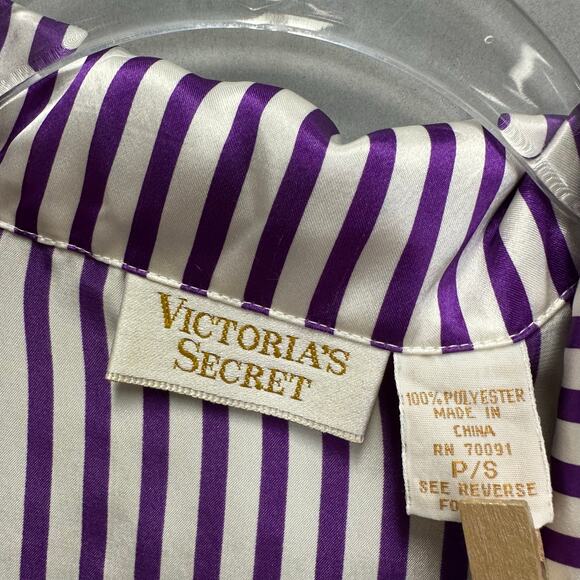 VICTORIA'S
SECRET
100% POLYESTER
MADE IN
CHINA
RN 70091
P/S
SEE REVERSE